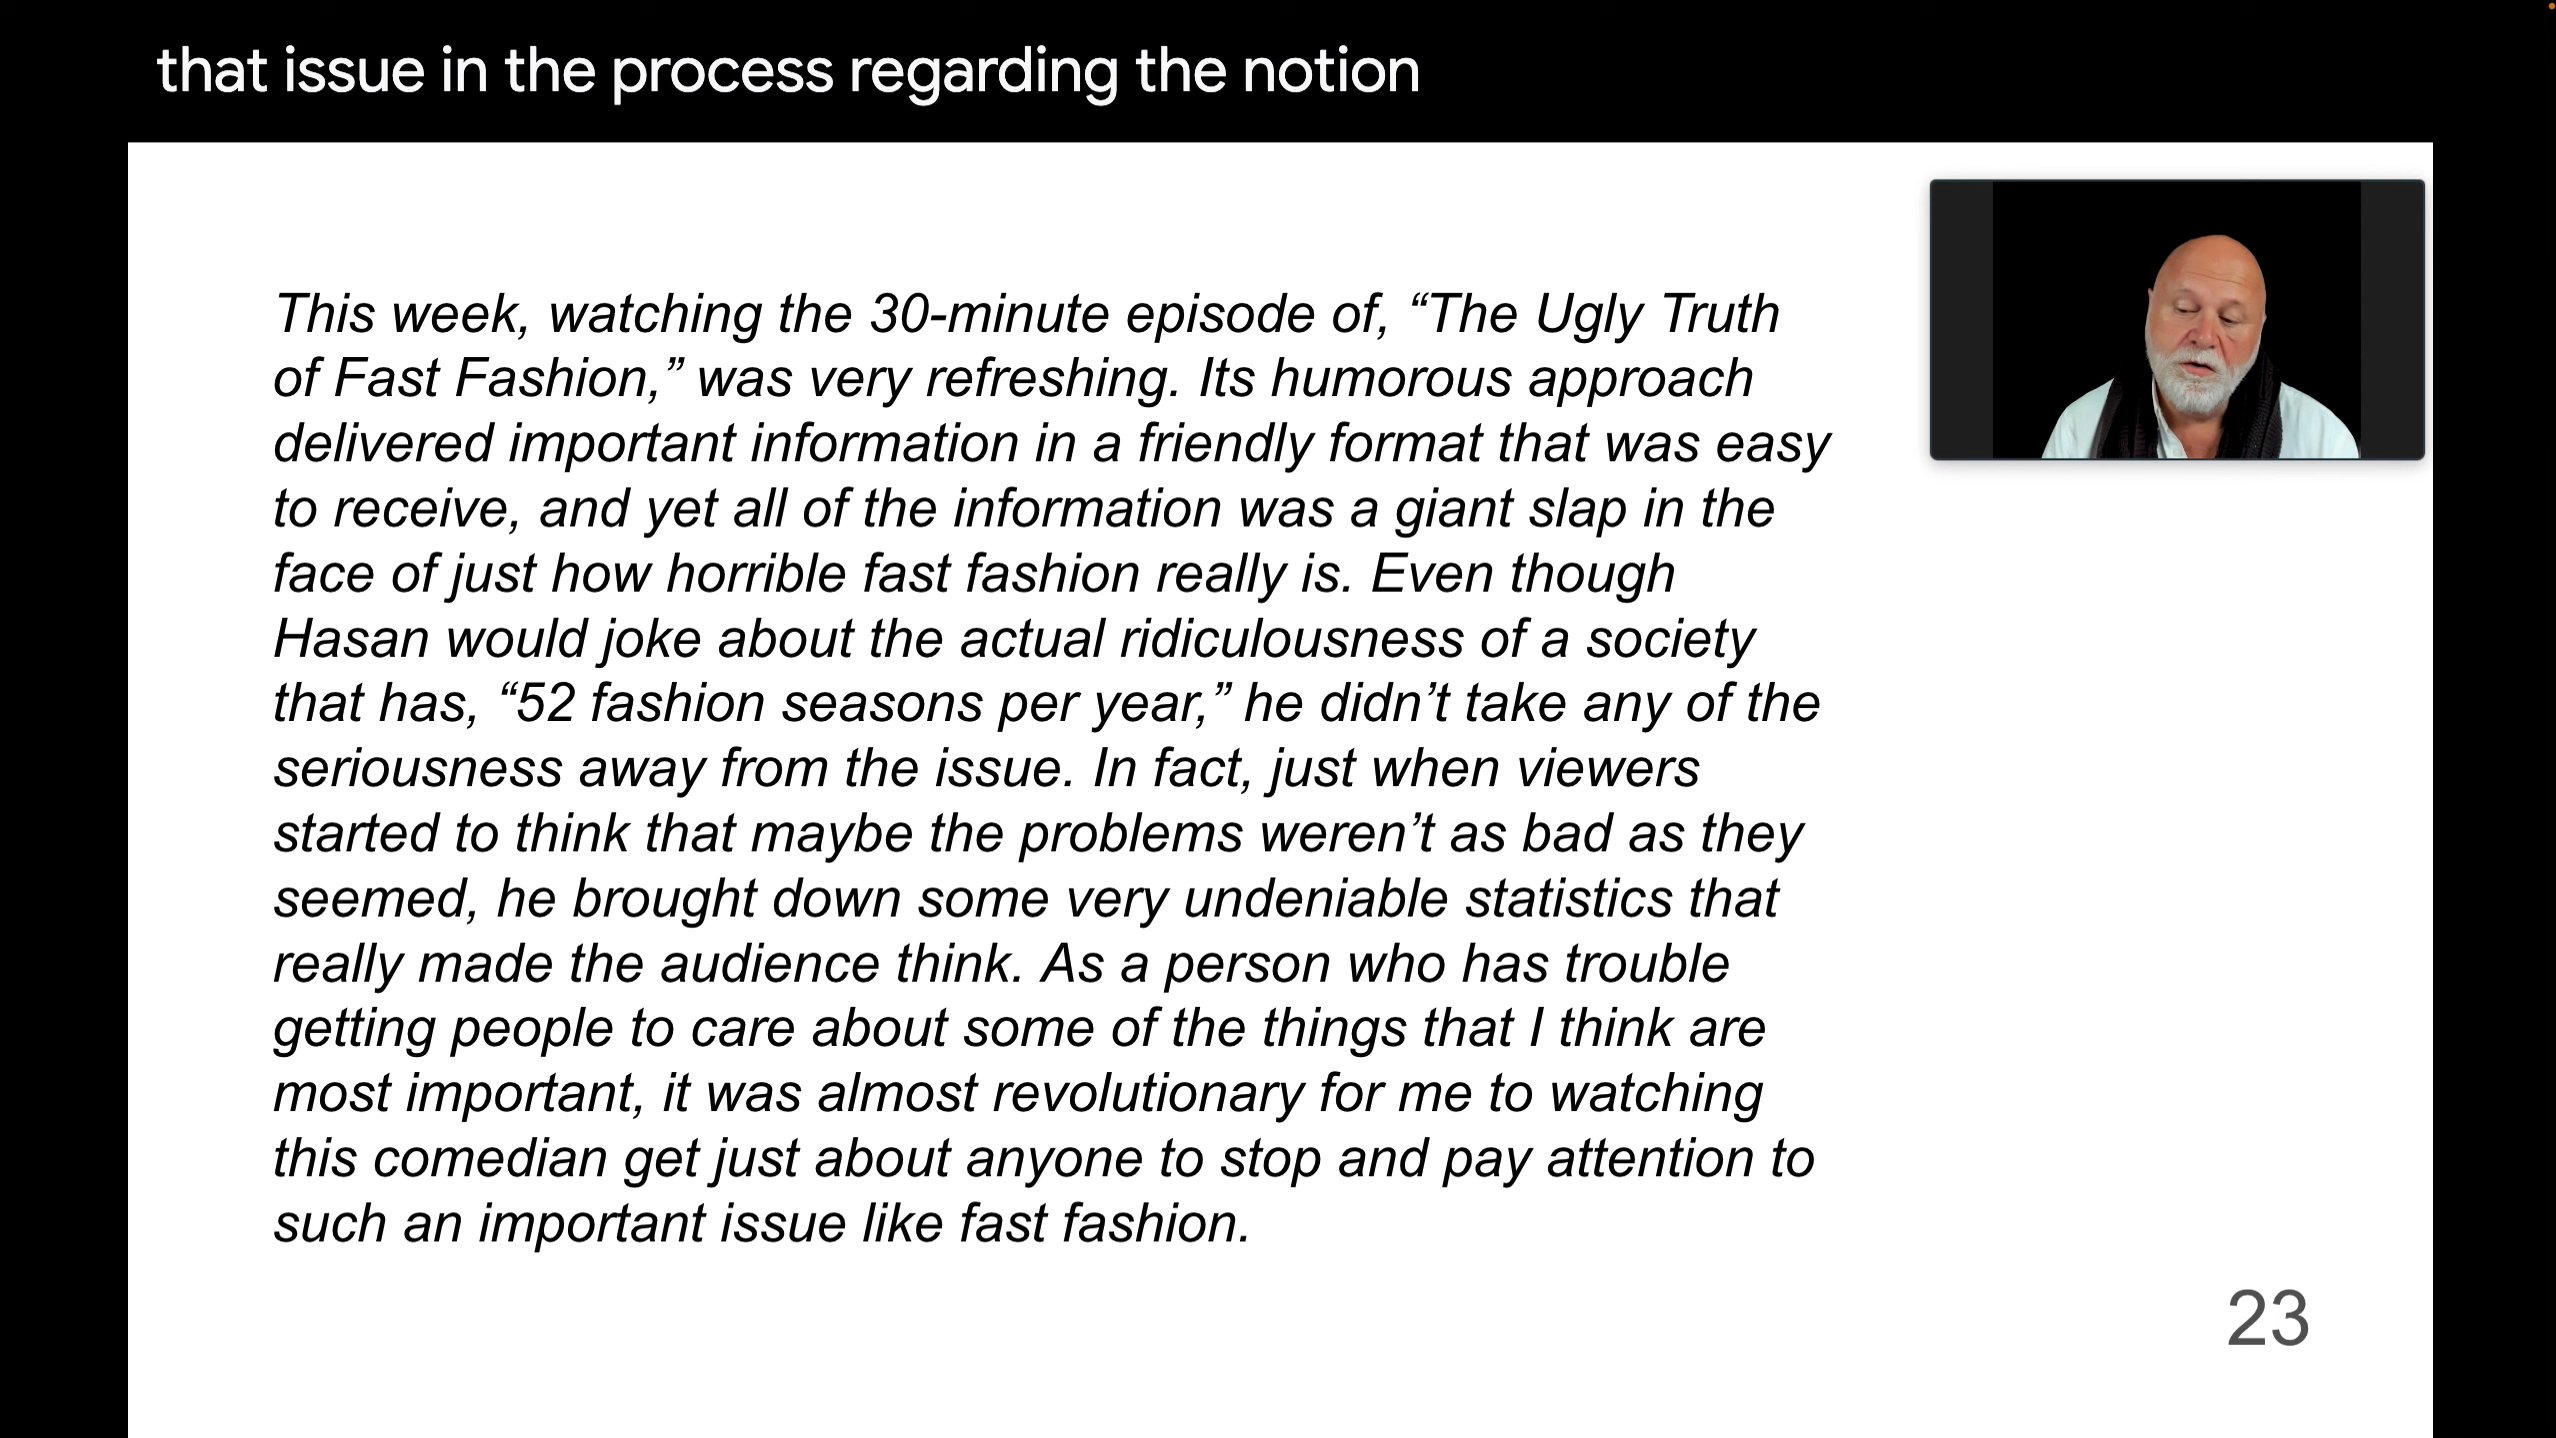 that issue in the process regarding the notion
This week, watching the 30-minute episode of, “The Ugly Truth
of Fast Fashion,” was very refreshing. Its humorous approach
delivered important information in a friendly format that was easy
to receive, and yet all of the information was a giant slap in the
face of just how horrible fast fashion really is. Even though
Hasan would joke about the actual ridiculousness of a society
that has, “52 fashion seasons per year,” he didn’t take any of the
seriousness away from the issue. In fact, just when viewers
started to think that maybe the problems weren’t as bad as they
seemed, he brought down some very undeniable statistics that
really made the audience think. As a person who has trouble
getting people to care about some of the things that I think are
most important, it was almost revolutionary for me to watching
this comedian get just about anyone to stop and pay attention to
such an important issue like fast fashion.
23